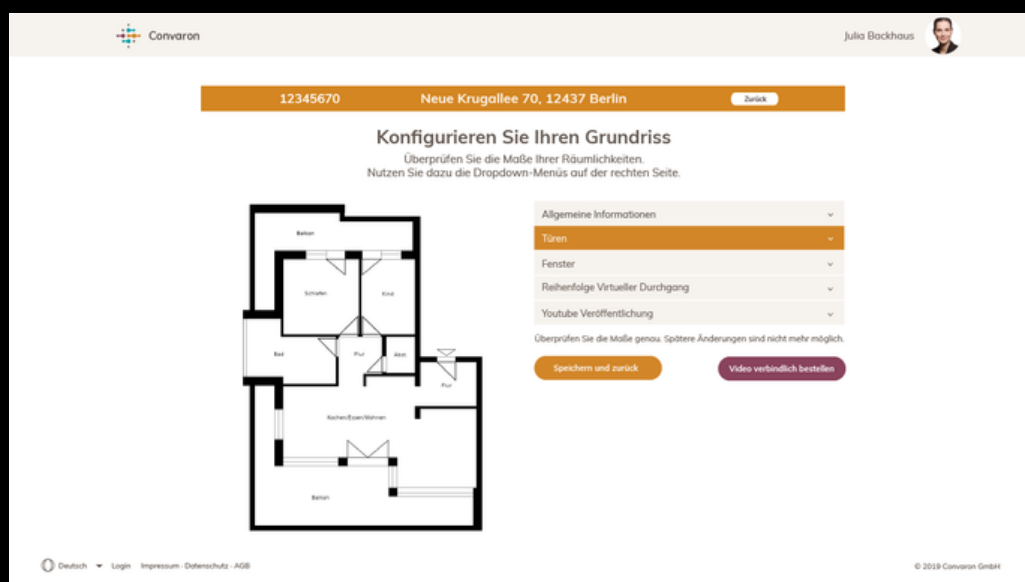 Convaron
Julia Backhaus
12345670 Neue Krugallee 70, 12437 Berlin Zurück
Konfigurieren Sie Ihren Grundriss
Überprüfen Sie die Maße Ihrer Räumlichkeiten.
Nutzen Sie dazu die Dropdown-Menüs auf der rechten Seite.
Balkon
Schlafen
Kind
Bad
Flur
Abst.
Flur
Kochen/Essen/Wohnen
Balkon
Allgemeine Informationen
Türen
Fenster
Reihenfolge Virtueller Durchgang
Youtube Veröffentlichung
Überprüfen Sie die Maße genau. Spätere Änderungen sind nicht mehr möglich.
Speichern und zurück
Video verbindlich bestellen
Deutsch Login Impressum · Datenschutz · AGB
© 2019 Convaron GmbH